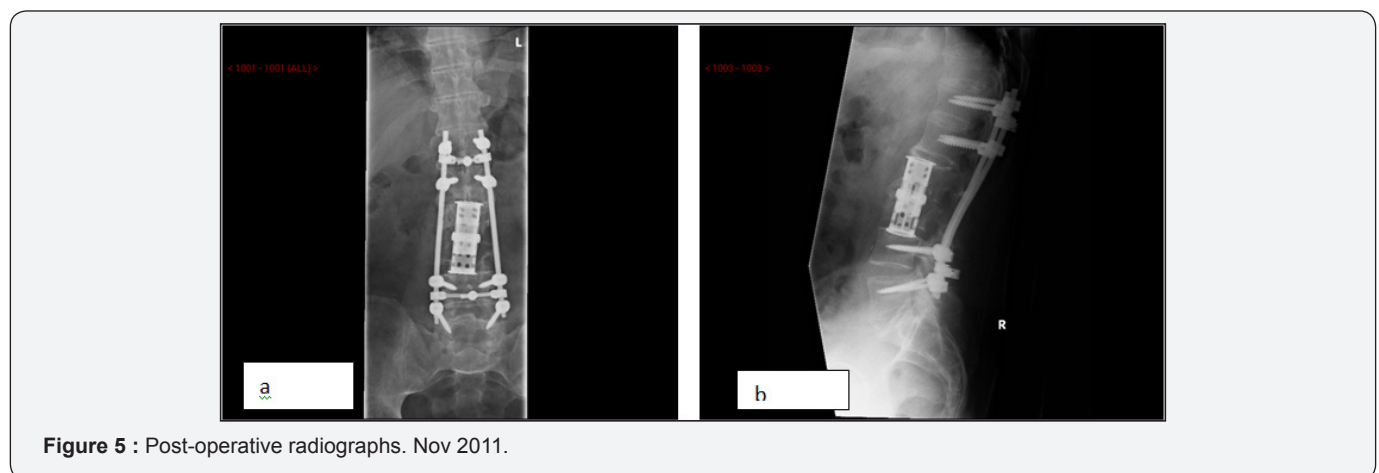 L
< 1001 - 1001 (ALL) >
< 1003 - 1003 >
R
a
b
Figure 5 : Post-operative radiographs. Nov 2011.